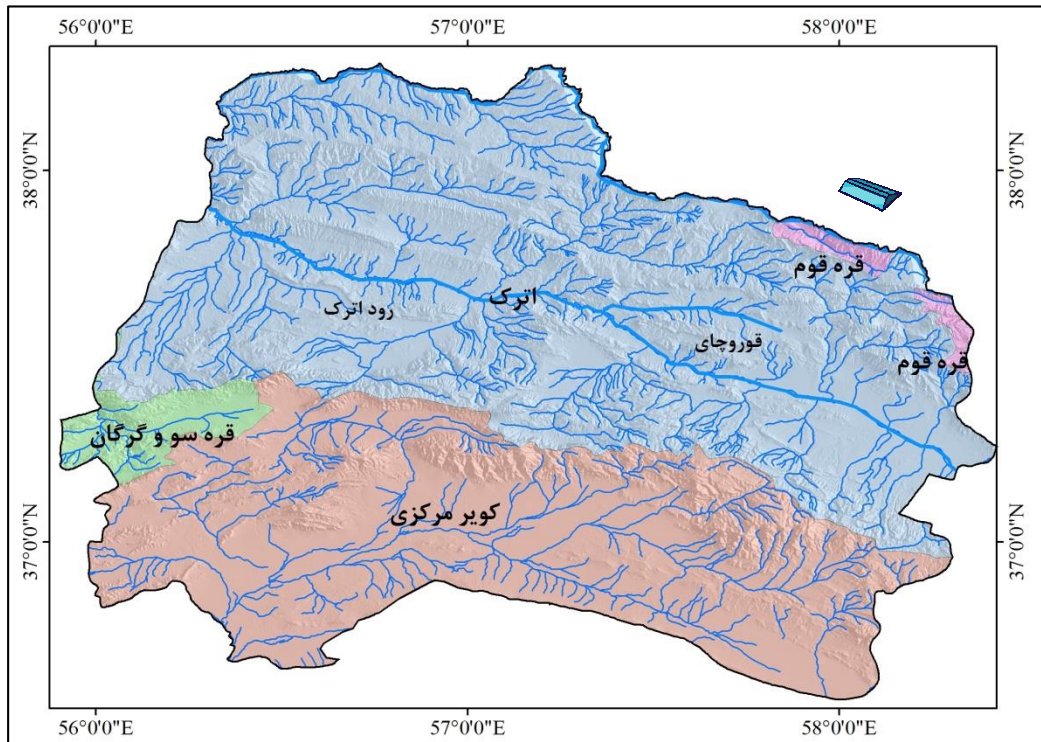 56°0'0"E
57°0'0"E
58°0'0"E
38°0'0"N
38°0'0"N
قره قوم
اترک
رود اترک
قوروچای
قره قوم
قره سو و گرگان
کویر مرکزی
37°0'0"N
37°0'0"N
56°0'0"E
57°0'0"E
58°0'0"E